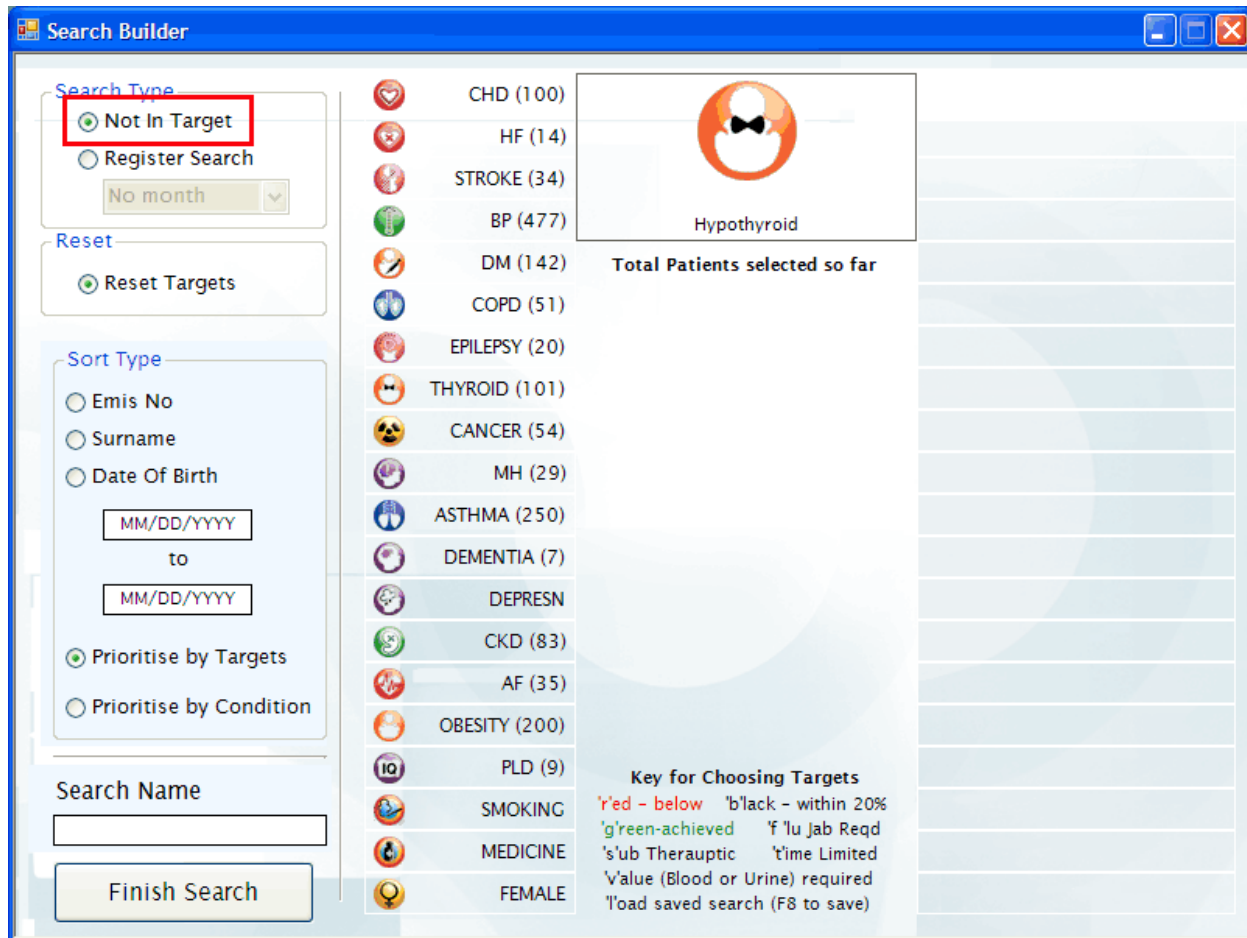 Search Builder
Search Type
Not In Target
Register Search
No month
Reset
Reset Targets
Sort Type
Emis No
Surname
Date Of Birth
MM/DD/YYYY
to
MM/DD/YYYY
Prioritise by Targets
Prioritise by Condition
Search Name
Finish Search
CHD (100)
HF (14)
STROKE (34)
BP (477)
DM (142)
COPD (51)
EPILEPSY (20)
THYROID (101)
CANCER (54)
MH (29)
ASTHMA (250)
DEMENTIA (7)
DEPRESN
CKD (83)
AF (35)
OBESITY (200)
IQ PLD (9)
SMOKING
MEDICINE
FEMALE
Hypothyroid
Total Patients selected so far
Key for Choosing Targets
'r'ed – below 'b'lack – within 20%
'g'reen-achieved 'f 'lu Jab Reqd
's'ub Therauptic 't'ime Limited
'v'alue (Blood or Urine) required
'l'oad saved search (F8 to save)